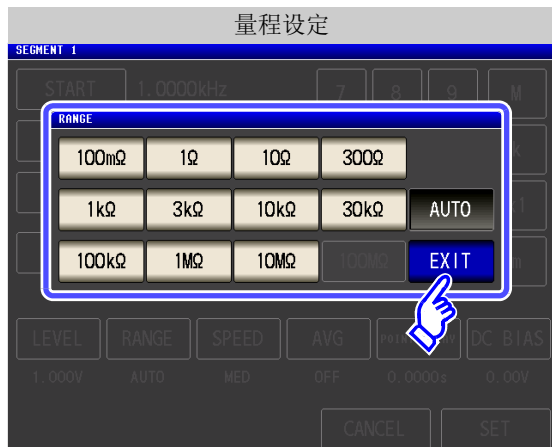 量程设定
SEGMENT 1
START 1.0000kHz 7 8 9 M
RANGE
100mΩ 1Ω 10Ω 300Ω
k
1kΩ 3kΩ 10kΩ 30kΩ AUTO
100kΩ 1MΩ 10MΩ 100MΩ EXIT
m
LEVEL RANGE SPEED AVG DC BIAS
1.000V AUTO MED OFF 0.0000s 0.00V
CANCEL SET